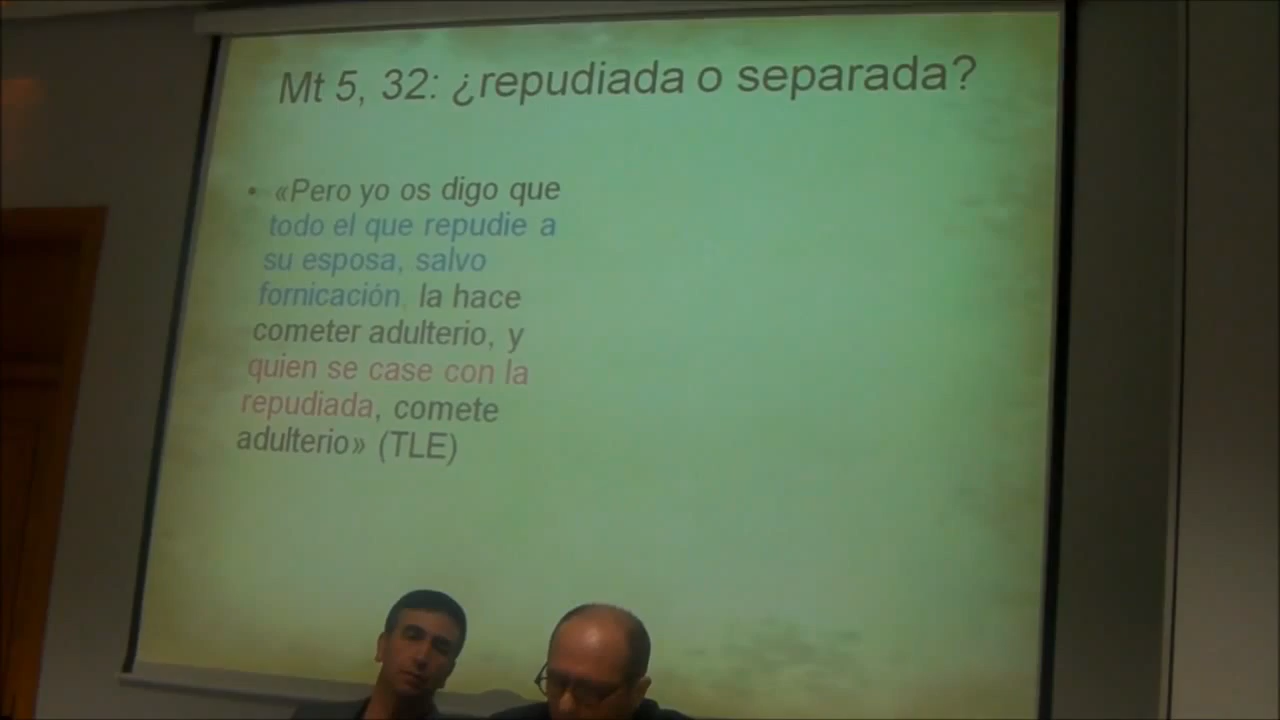 Mt 5, 32: ¿repudiada o separada?
• «Pero yo os digo que
todo el que repudie a
su esposa, salvo
fornicación, la hace
cometer adulterio, y
quien se case con la
repudiada, comete
adulterio» (TLE)